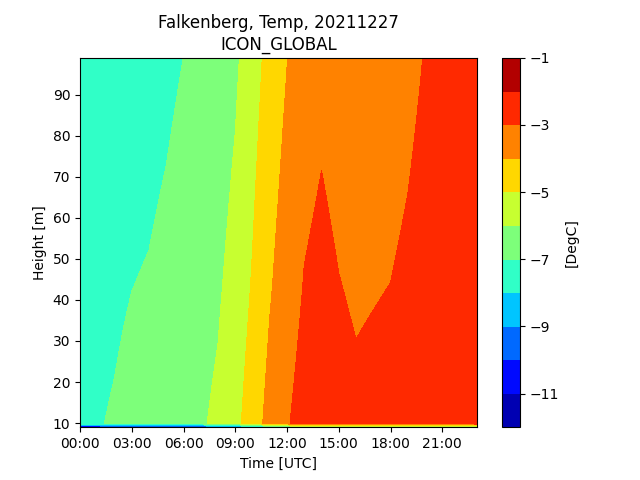 Falkenberg, Temp, 20211227
ICON_GLOBAL
Height [m]
90
80
70
60
50
40
30
20
10
00:00 03:00 06:00 09:00 12:00 15:00 18:00 21:00
Time [UTC]
−1
−3
−5
−7
−9
−11
[DegC]